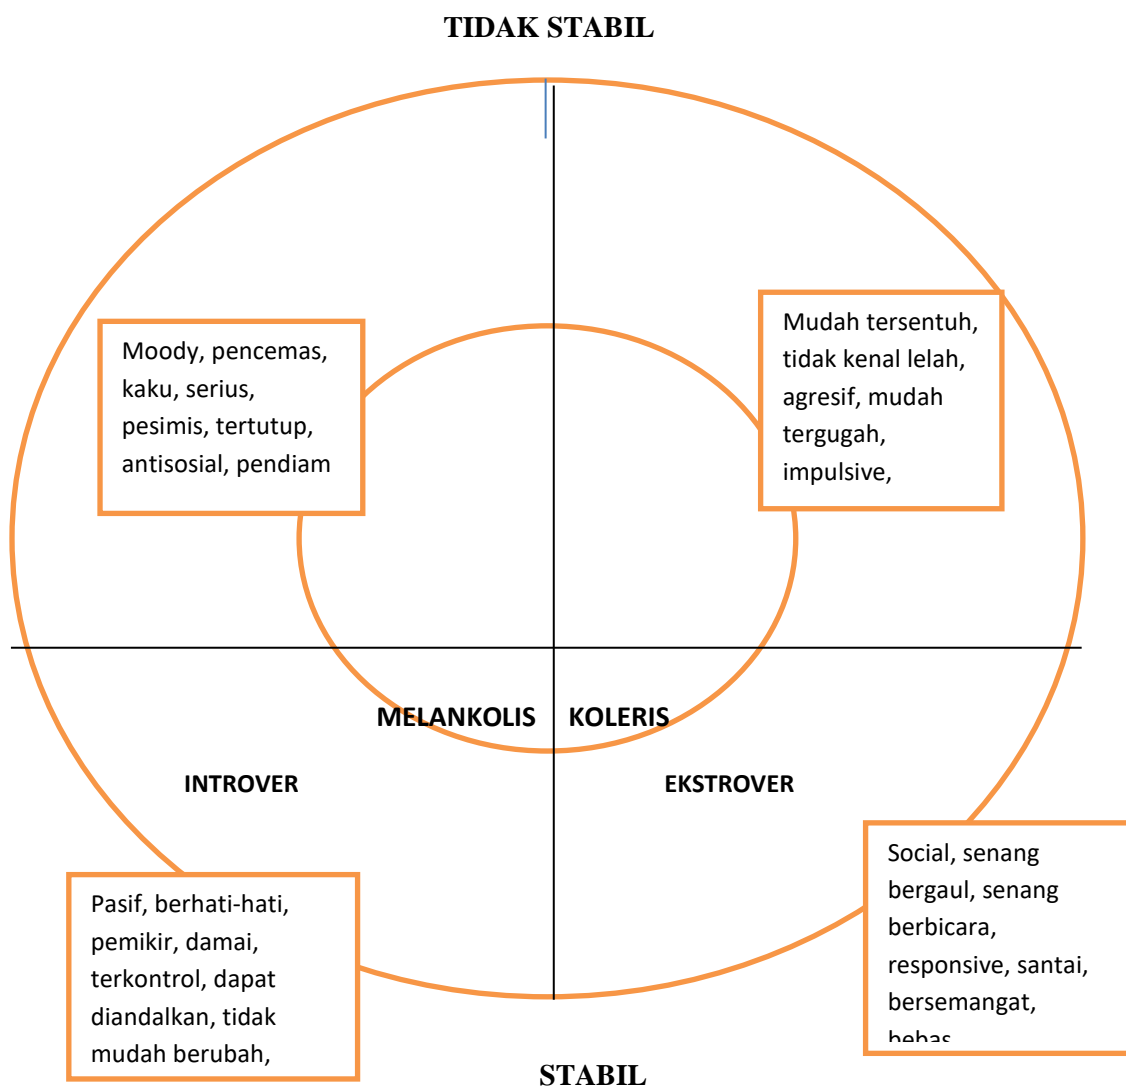 TIDAK STABIL
Moody, pencemas,
kaku, serius,
pesimis, tertutup,
antisosial, pendiam
Mudah tersentuh,
tidak kenal lelah,
agresif, mudah
tergugah,
impulsive,
MELANKOLIS
KOLERIS
INTROVER
EKSTROVER
Pasif, berhati-hati,
pemikir, damai,
terkontrol, dapat
diandalkan, tidak
mudah berubah,
Social, senang
bergaul, senang
berbicara,
responsive, santai,
bersemangat,
bebas
STABIL